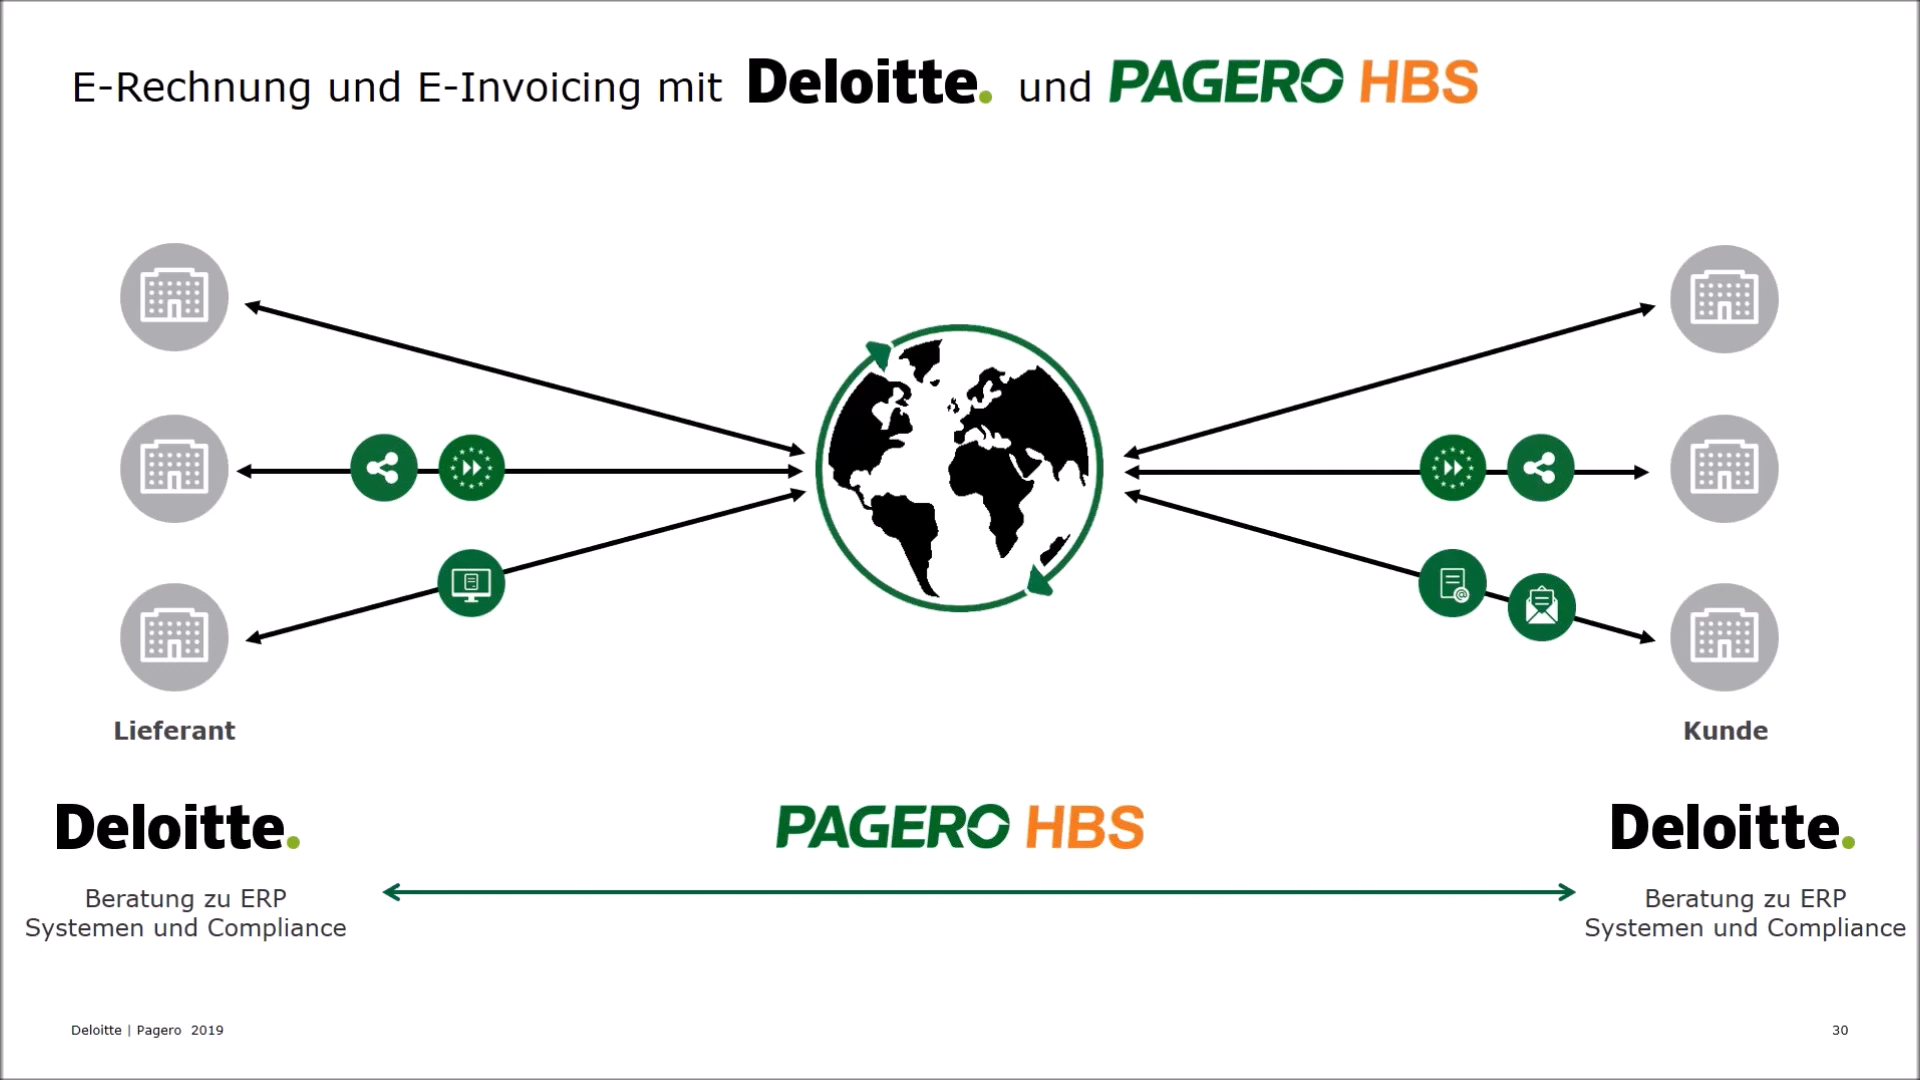 E-Rechnung und E-Invoicing mit Deloitte. und PAGERO HBS
Lieferant
Kunde
Deloitte.
PAGERO HBS
Deloitte.
Beratung zu ERP
Systemen und Compliance
Beratung zu ERP
Systemen und Compliance
Deloitte | Pagero 2019
30